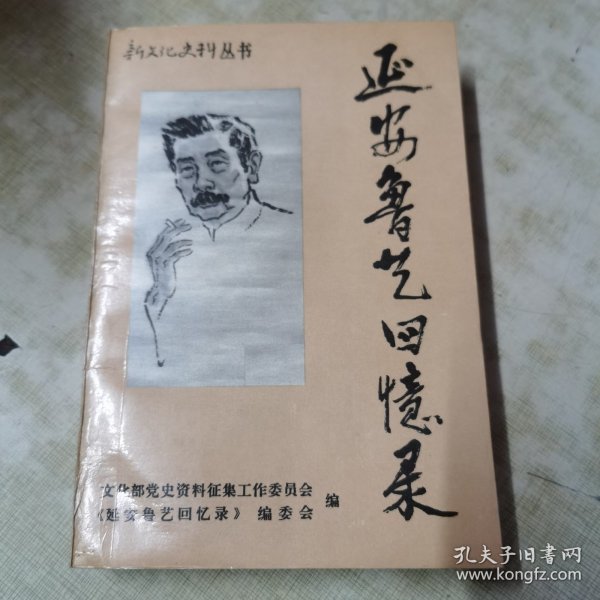 新文化史料丛书
延安鲁艺回憶录
文化部党史资料征集工作委员会
《延安鲁艺回忆录》编委会
编
孔夫子旧书网
www.kongfz.com